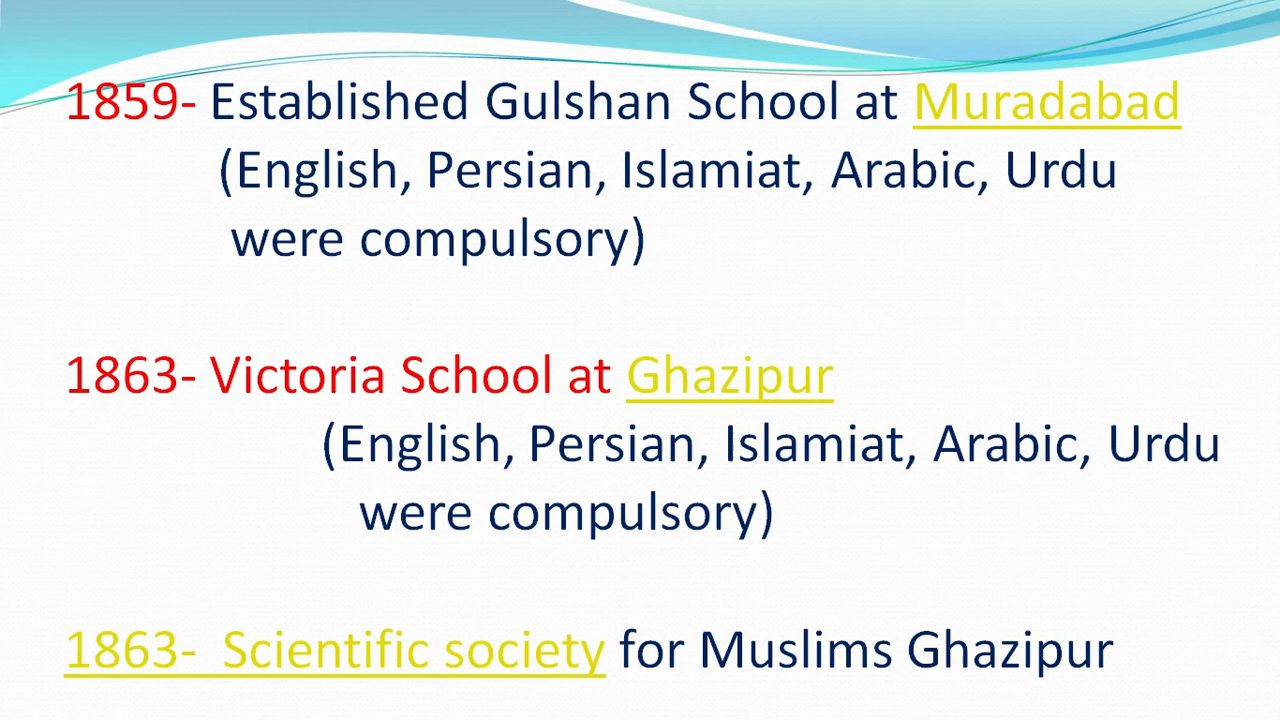 1859- Established Gulshan School at Muradabad
(English, Persian, Islamiat, Arabic, Urdu
were compulsory)
1863- Victoria School at Ghazipur
(English, Persian, Islamiat, Arabic, Urdu
were compulsory)
1863- Scientific society for Muslims Ghazipur